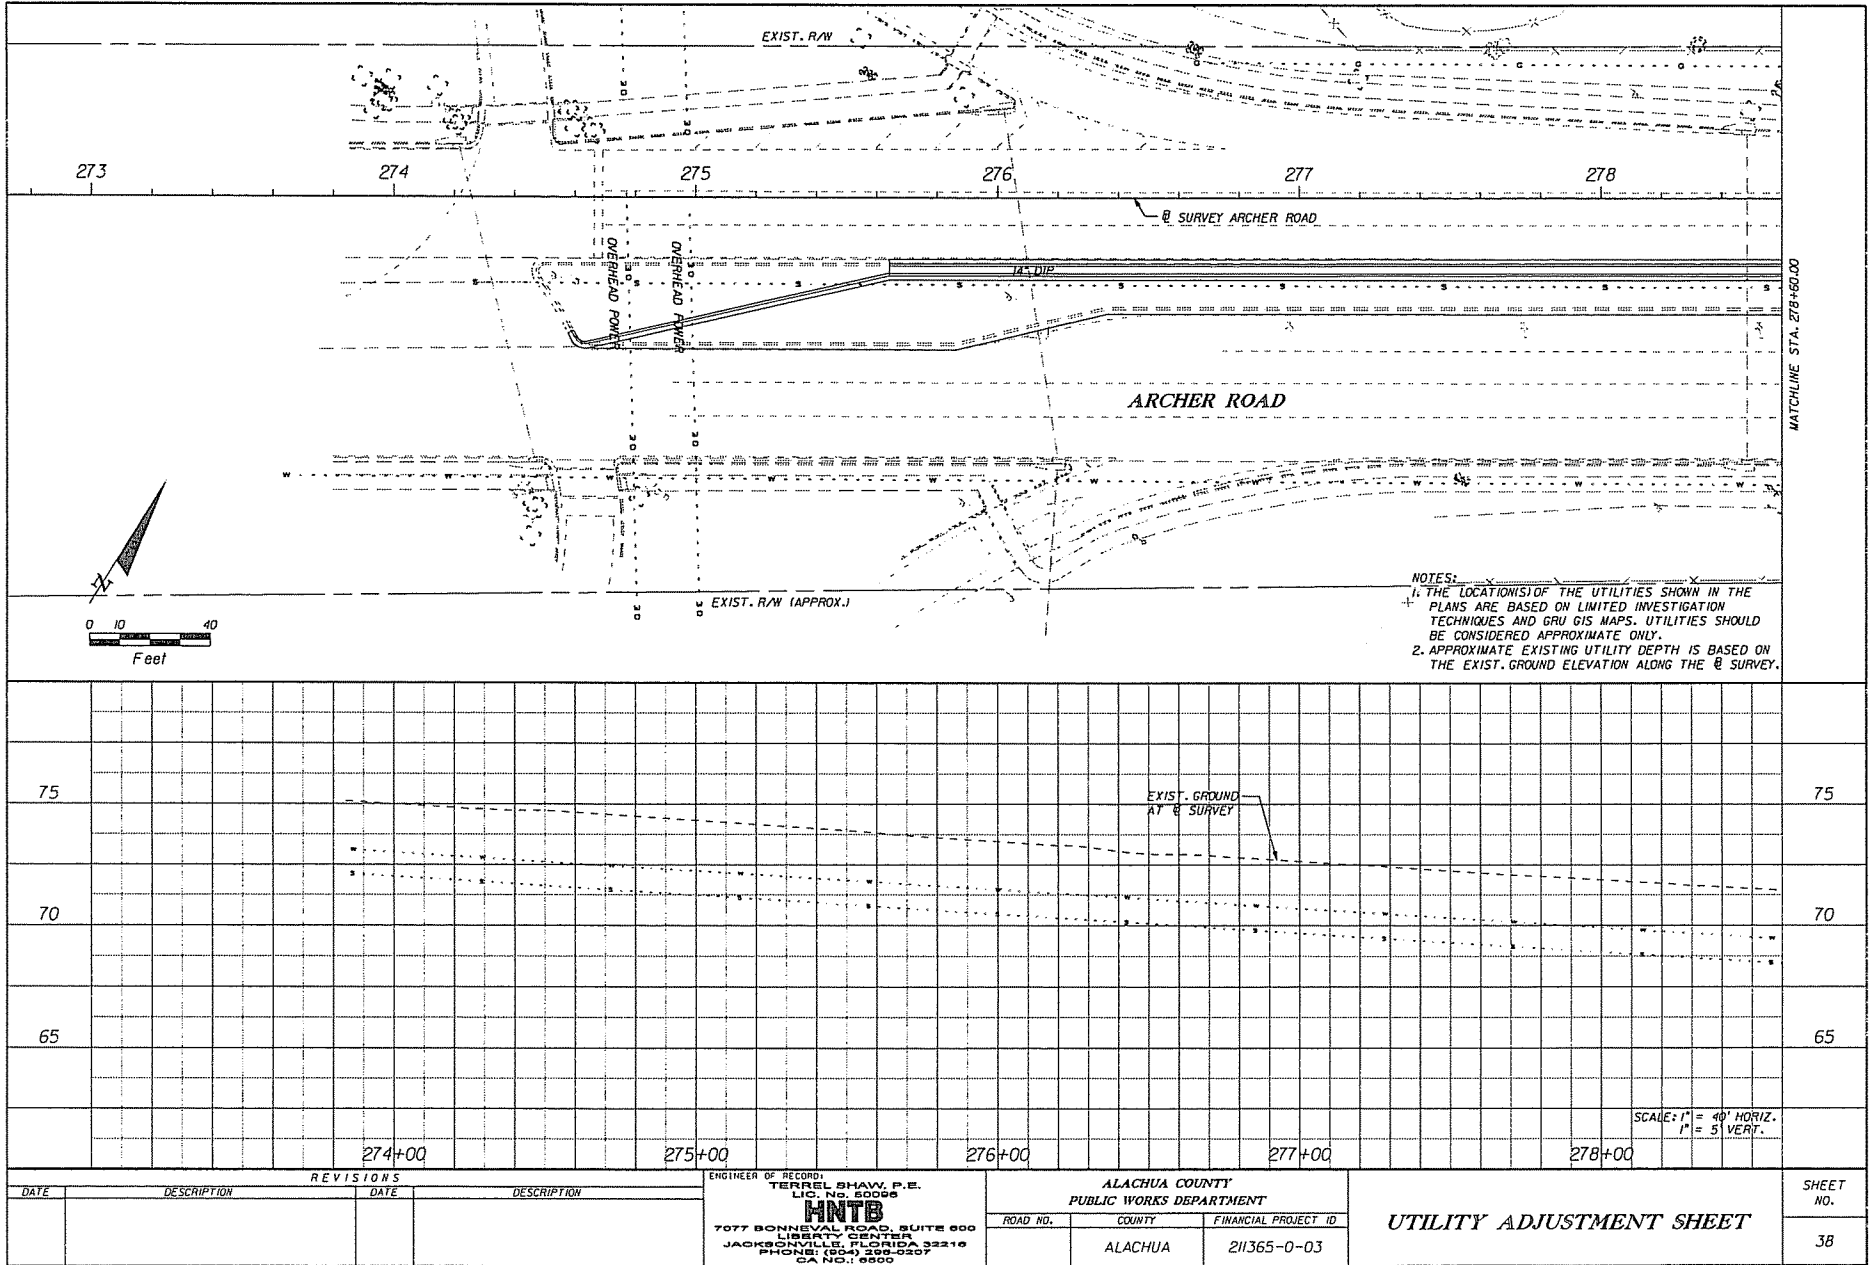 EXIST. R/W
273 274 275 276 277 278
℄ SURVEY ARCHER ROAD
OVERHEAD POWER
OVERHEAD POWER
14" DIP
ARCHER ROAD
MATCHLINE STA. 278+60.00
N
0 10 40
Feet
EXIST. R/W (APPROX.)
NOTES:
1. THE LOCATION(S) OF THE UTILITIES SHOWN IN THE
PLANS ARE BASED ON LIMITED INVESTIGATION
TECHNIQUES AND GRU GIS MAPS. UTILITIES SHOULD
BE CONSIDERED APPROXIMATE ONLY.
2. APPROXIMATE EXISTING UTILITY DEPTH IS BASED ON
THE EXIST. GROUND ELEVATION ALONG THE ℄ SURVEY.
75 75
EXIST. GROUND
AT ℄ SURVEY
70 70
65 65
SCALE: 1" = 40' HORIZ.
1" = 5' VERT.
274+00 275+00 276+00 277+00 278+00
REVISIONS
DATE DESCRIPTION DATE DESCRIPTION
ENGINEER OF RECORD:
TERREL SHAW, P.E.
LIC. No. 50096
HNTB
7077 BONNEVAL ROAD, SUITE 600
LIBERTY CENTER
JACKSONVILLE, FLORIDA 32216
PHONE: (904) 296-0207
CA NO.: 6500
ALACHUA COUNTY
PUBLIC WORKS DEPARTMENT
ROAD NO. COUNTY FINANCIAL PROJECT ID
ALACHUA 211365-0-03
UTILITY ADJUSTMENT SHEET
SHEET
NO.
38